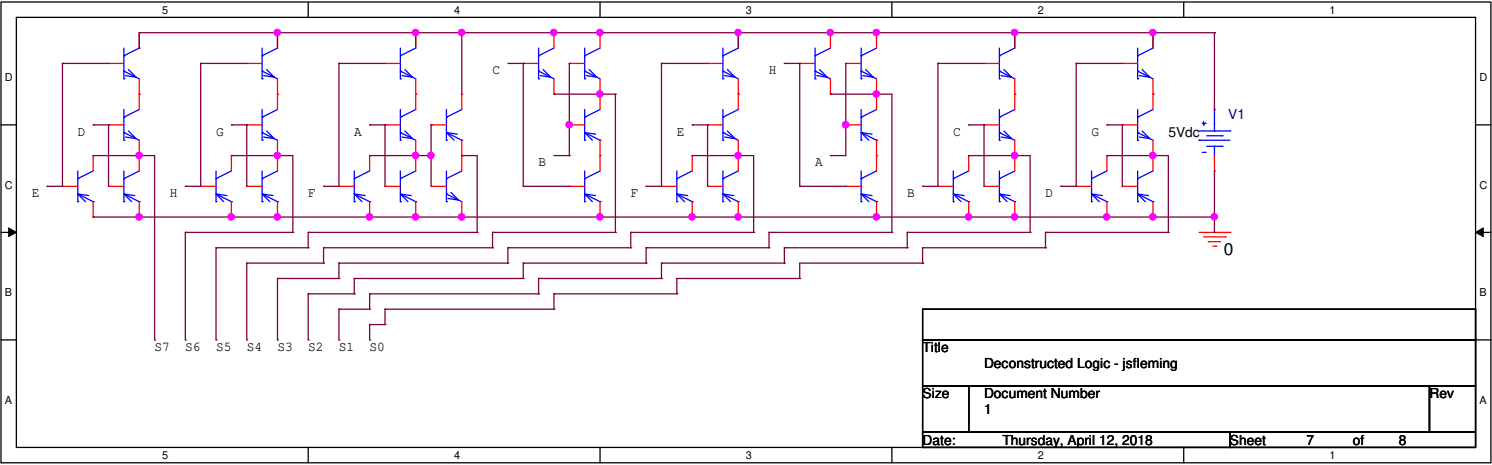 5 4 3 2 1
D D
C H
V1
5Vdc
D G A E C G
B A
C C
E H F F B D
0
B B
S7 S6 S5 S4 S3 S2 S1 S0
Title
Deconstructed Logic - jsfleming
A A
Size Document Number Rev
1
Date: Thursday, April 12, 2018 Sheet 7 of 8
5 4 3 2 1